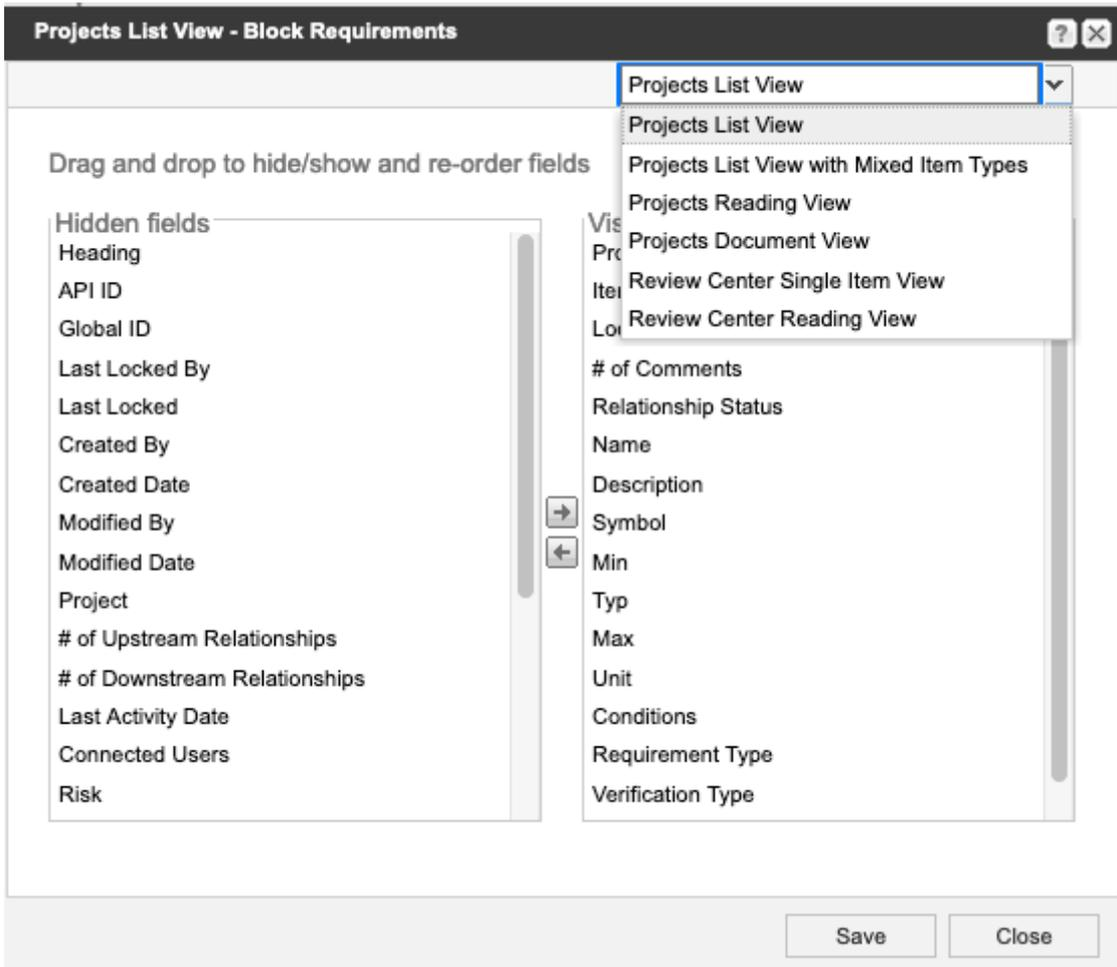 Projects List View - Block Requirements
?
Projects List View
Projects List View
Projects List View with Mixed Item Types
Projects Reading View
Projects Document View
Review Center Single Item View
Review Center Reading View
Drag and drop to hide/show and re-order fields
Hidden fields
Heading
API ID
Global ID
Last Locked By
Last Locked
Created By
Created Date
Modified By
Modified Date
Project
# of Upstream Relationships
# of Downstream Relationships
Last Activity Date
Connected Users
Risk
# of Comments
Relationship Status
Name
Description
Symbol
Min
Typ
Max
Unit
Conditions
Requirement Type
Verification Type
Save
Close